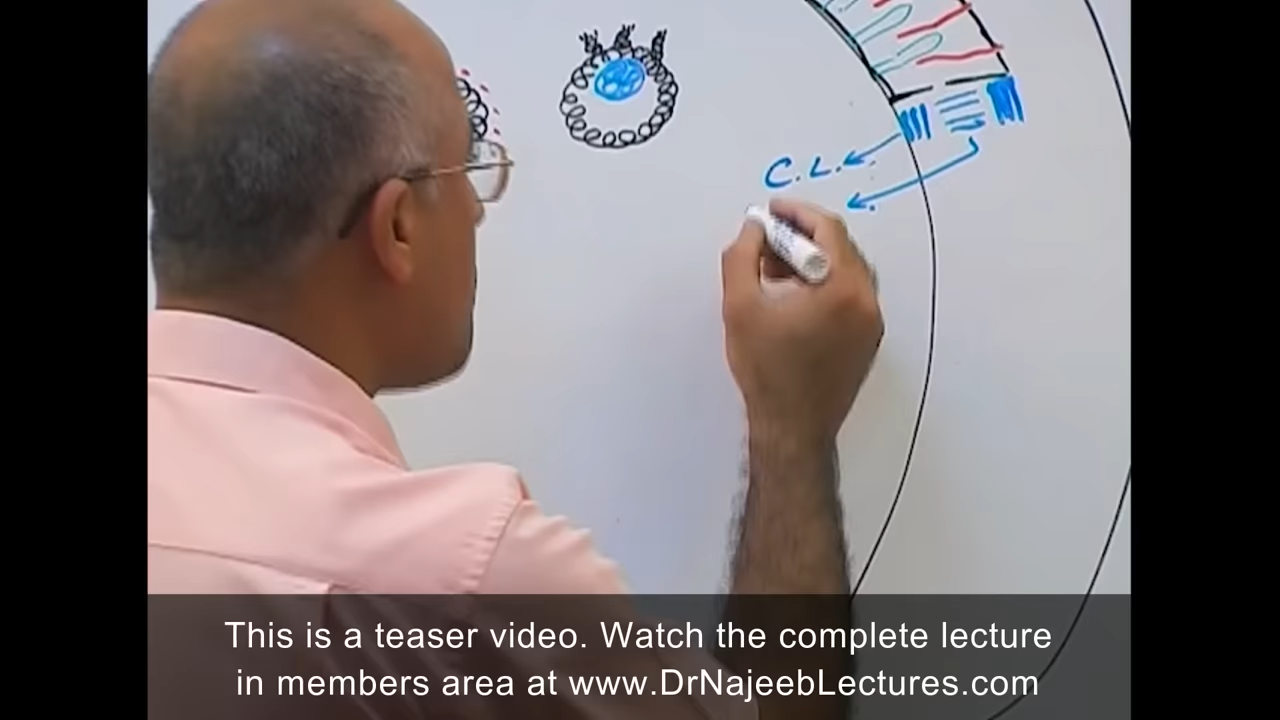 C.L.
This is a teaser video. Watch the complete lecture
in members area at www.DrNajeebLectures.com